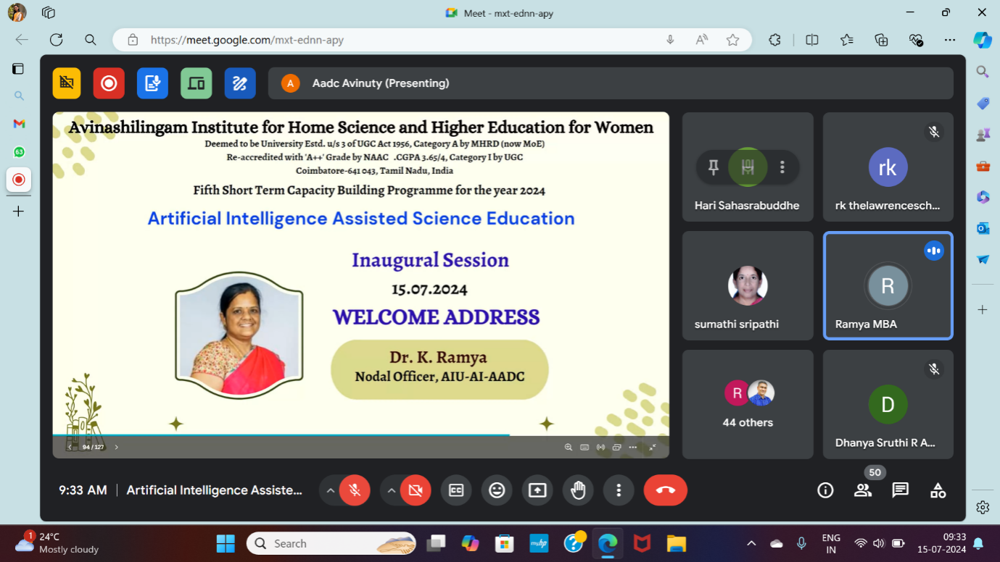 Meet - mxt-ednn-apy
https://meet.google.com/mxt-ednn-apy
A
Aadc Avinuty (Presenting)
Avinashilingam Institute for Home Science and Higher Education for Women
Deemed to be University Estd. u/s 3 of UGC Act 1956, Category A by MHRD (now MoE)
Re-accredited with 'A++' Grade by NAAC .CGPA 3.65/4, Category I by UGC
Coimbatore-641 043, Tamil Nadu, India
Fifth Short Term Capacity Building Programme for the year 2024
Artificial Intelligence Assisted Science Education
Inaugural Session
15.07.2024
WELCOME ADDRESS
Dr. K. Ramya
Nodal Officer, AIU-AI-AADC
94 / 127
Hari Sahasrabuddhe
rk
rk thelawrencesch...
sumathi sripathi
R
Ramya MBA
R
44 others
D
Dhanya Sruthi R A...
63
9:33 AM
Artificial Intelligence Assiste...
CC
50
1
24°C
Mostly cloudy
Search
myhp
ENG
IN
09:33
15-07-2024